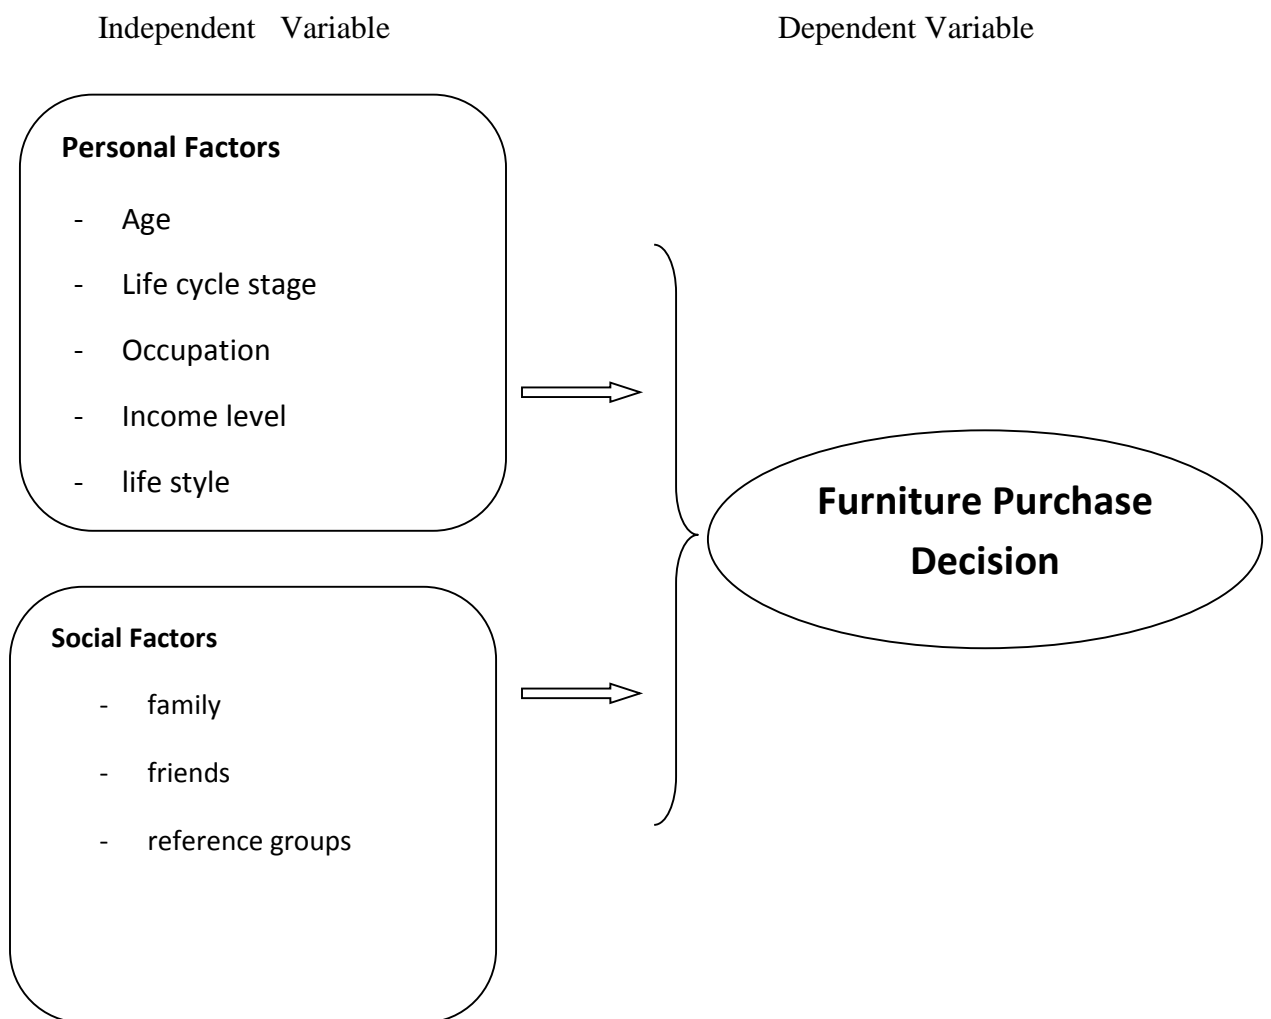 Independent Variable
Dependent Variable
Personal Factors
- Age
- Life cycle stage
- Occupation
- Income level
- life style
Social Factors
- family
- friends
- reference groups
Furniture Purchase
Decision